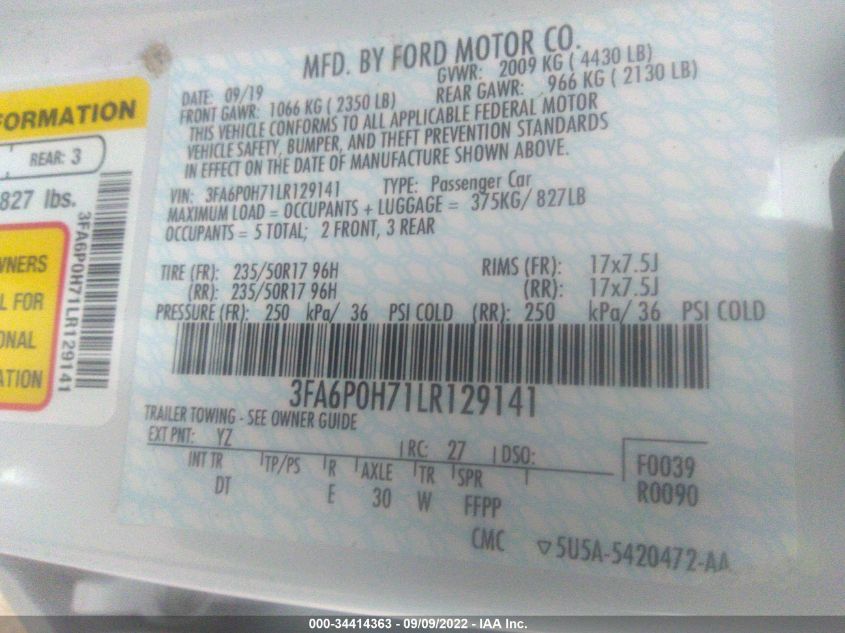 MFD. BY FORD MOTOR CO.
DATE: 09/19
GVWR: 2009 KG ( 4430 LB)
FRONT GAWR: 1066 KG ( 2350 LB)
REAR GAWR: 966 KG ( 2130 LB)
THIS VEHICLE CONFORMS TO ALL APPLICABLE FEDERAL MOTOR
VEHICLE SAFETY, BUMPER, AND THEFT PREVENTION STANDARDS
IN EFFECT ON THE DATE OF MANUFACTURE SHOWN ABOVE.
VIN: 3FA6P0H71LR129141 TYPE: Passenger Car
MAXIMUM LOAD = OCCUPANTS + LUGGAGE = 375KG/ 827LB
OCCUPANTS = 5 TOTAL; 2 FRONT, 3 REAR
TIRE (FR): 235/50R17 96H RIMS (FR): 17x7.5J
(RR): 235/50R17 96H (RR): 17x7.5J
PRESSURE (FR): 250 kPa/ 36 PSI COLD (RR): 250 kPa/ 36 PSI COLD
3FA6P0H71LR129141
TRAILER TOWING - SEE OWNER GUIDE
EXT PNT: YZ RC: 27 DSO:
INT TR TP/PS R AXLE TR SPR
DT E 30 W FFPP
F0039
R0090
CMC ▽5U5A-5420472-AA
FORMATION
REAR: 3
827 lbs.
WNERS
L FOR
ONAL
ATION
3FA6P0H71LR129141
000-34414363 - 09/09/2022 - IAA Inc.